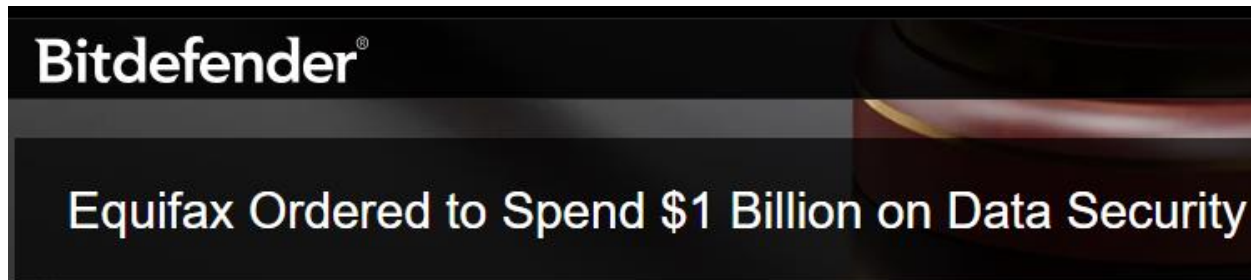 Bitdefender®
Equifax Ordered to Spend $1 Billion on Data Security